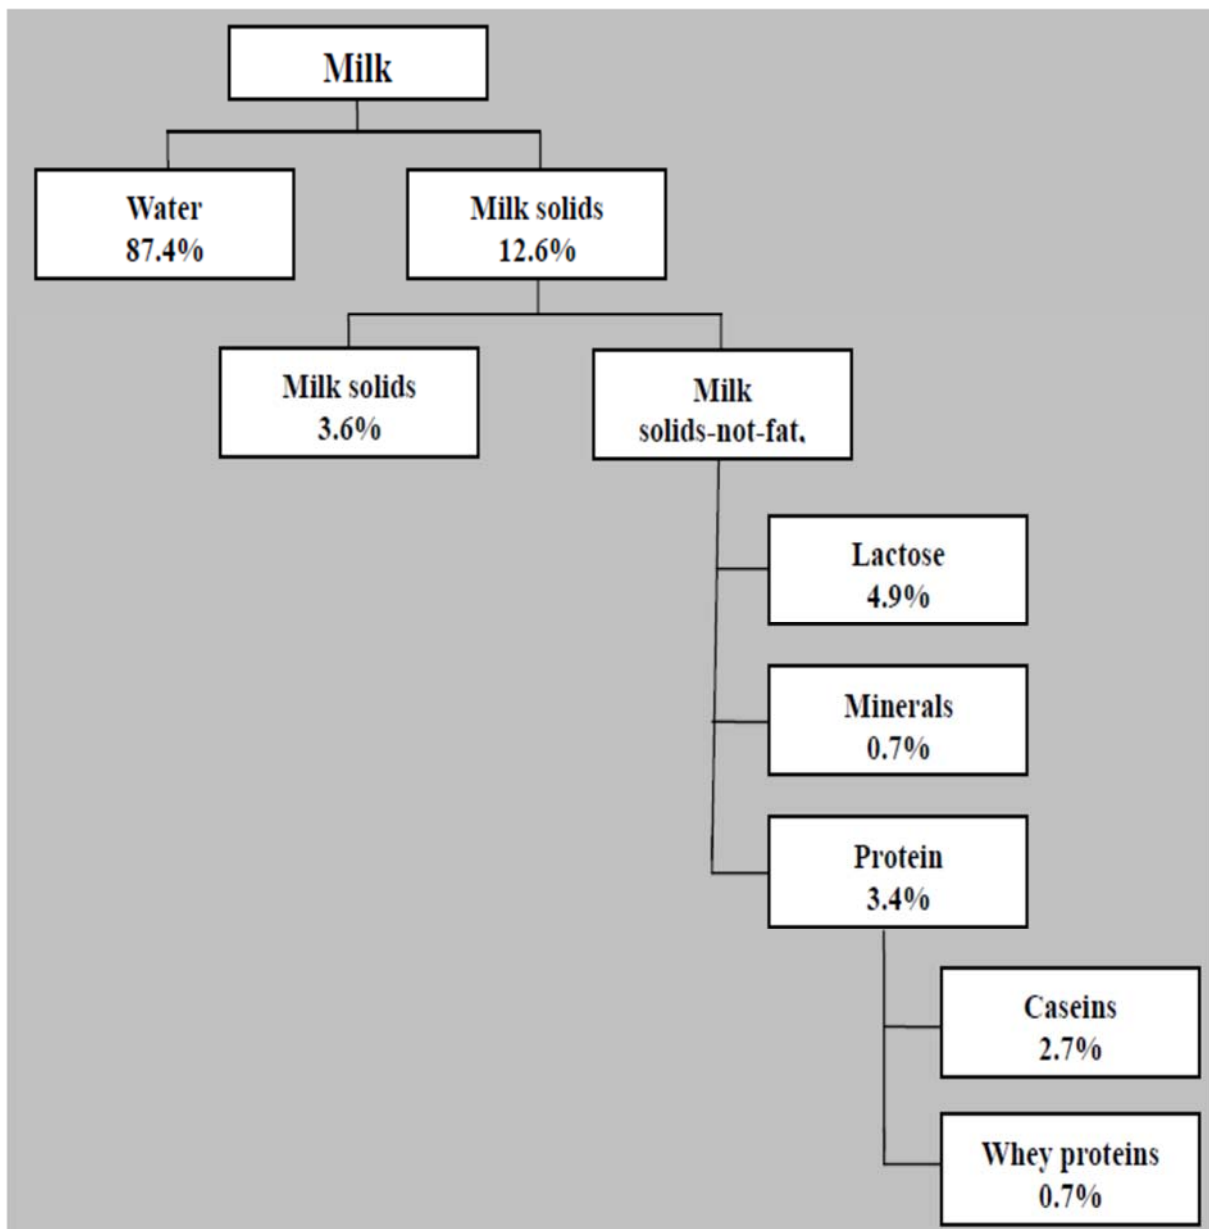 Milk
Water
87.4%
Milk solids
12.6%
Milk solids
3.6%
Milk
solids-not-fat,
Lactose
4.9%
Minerals
0.7%
Protein
3.4%
Caseins
2.7%
Whey proteins
0.7%